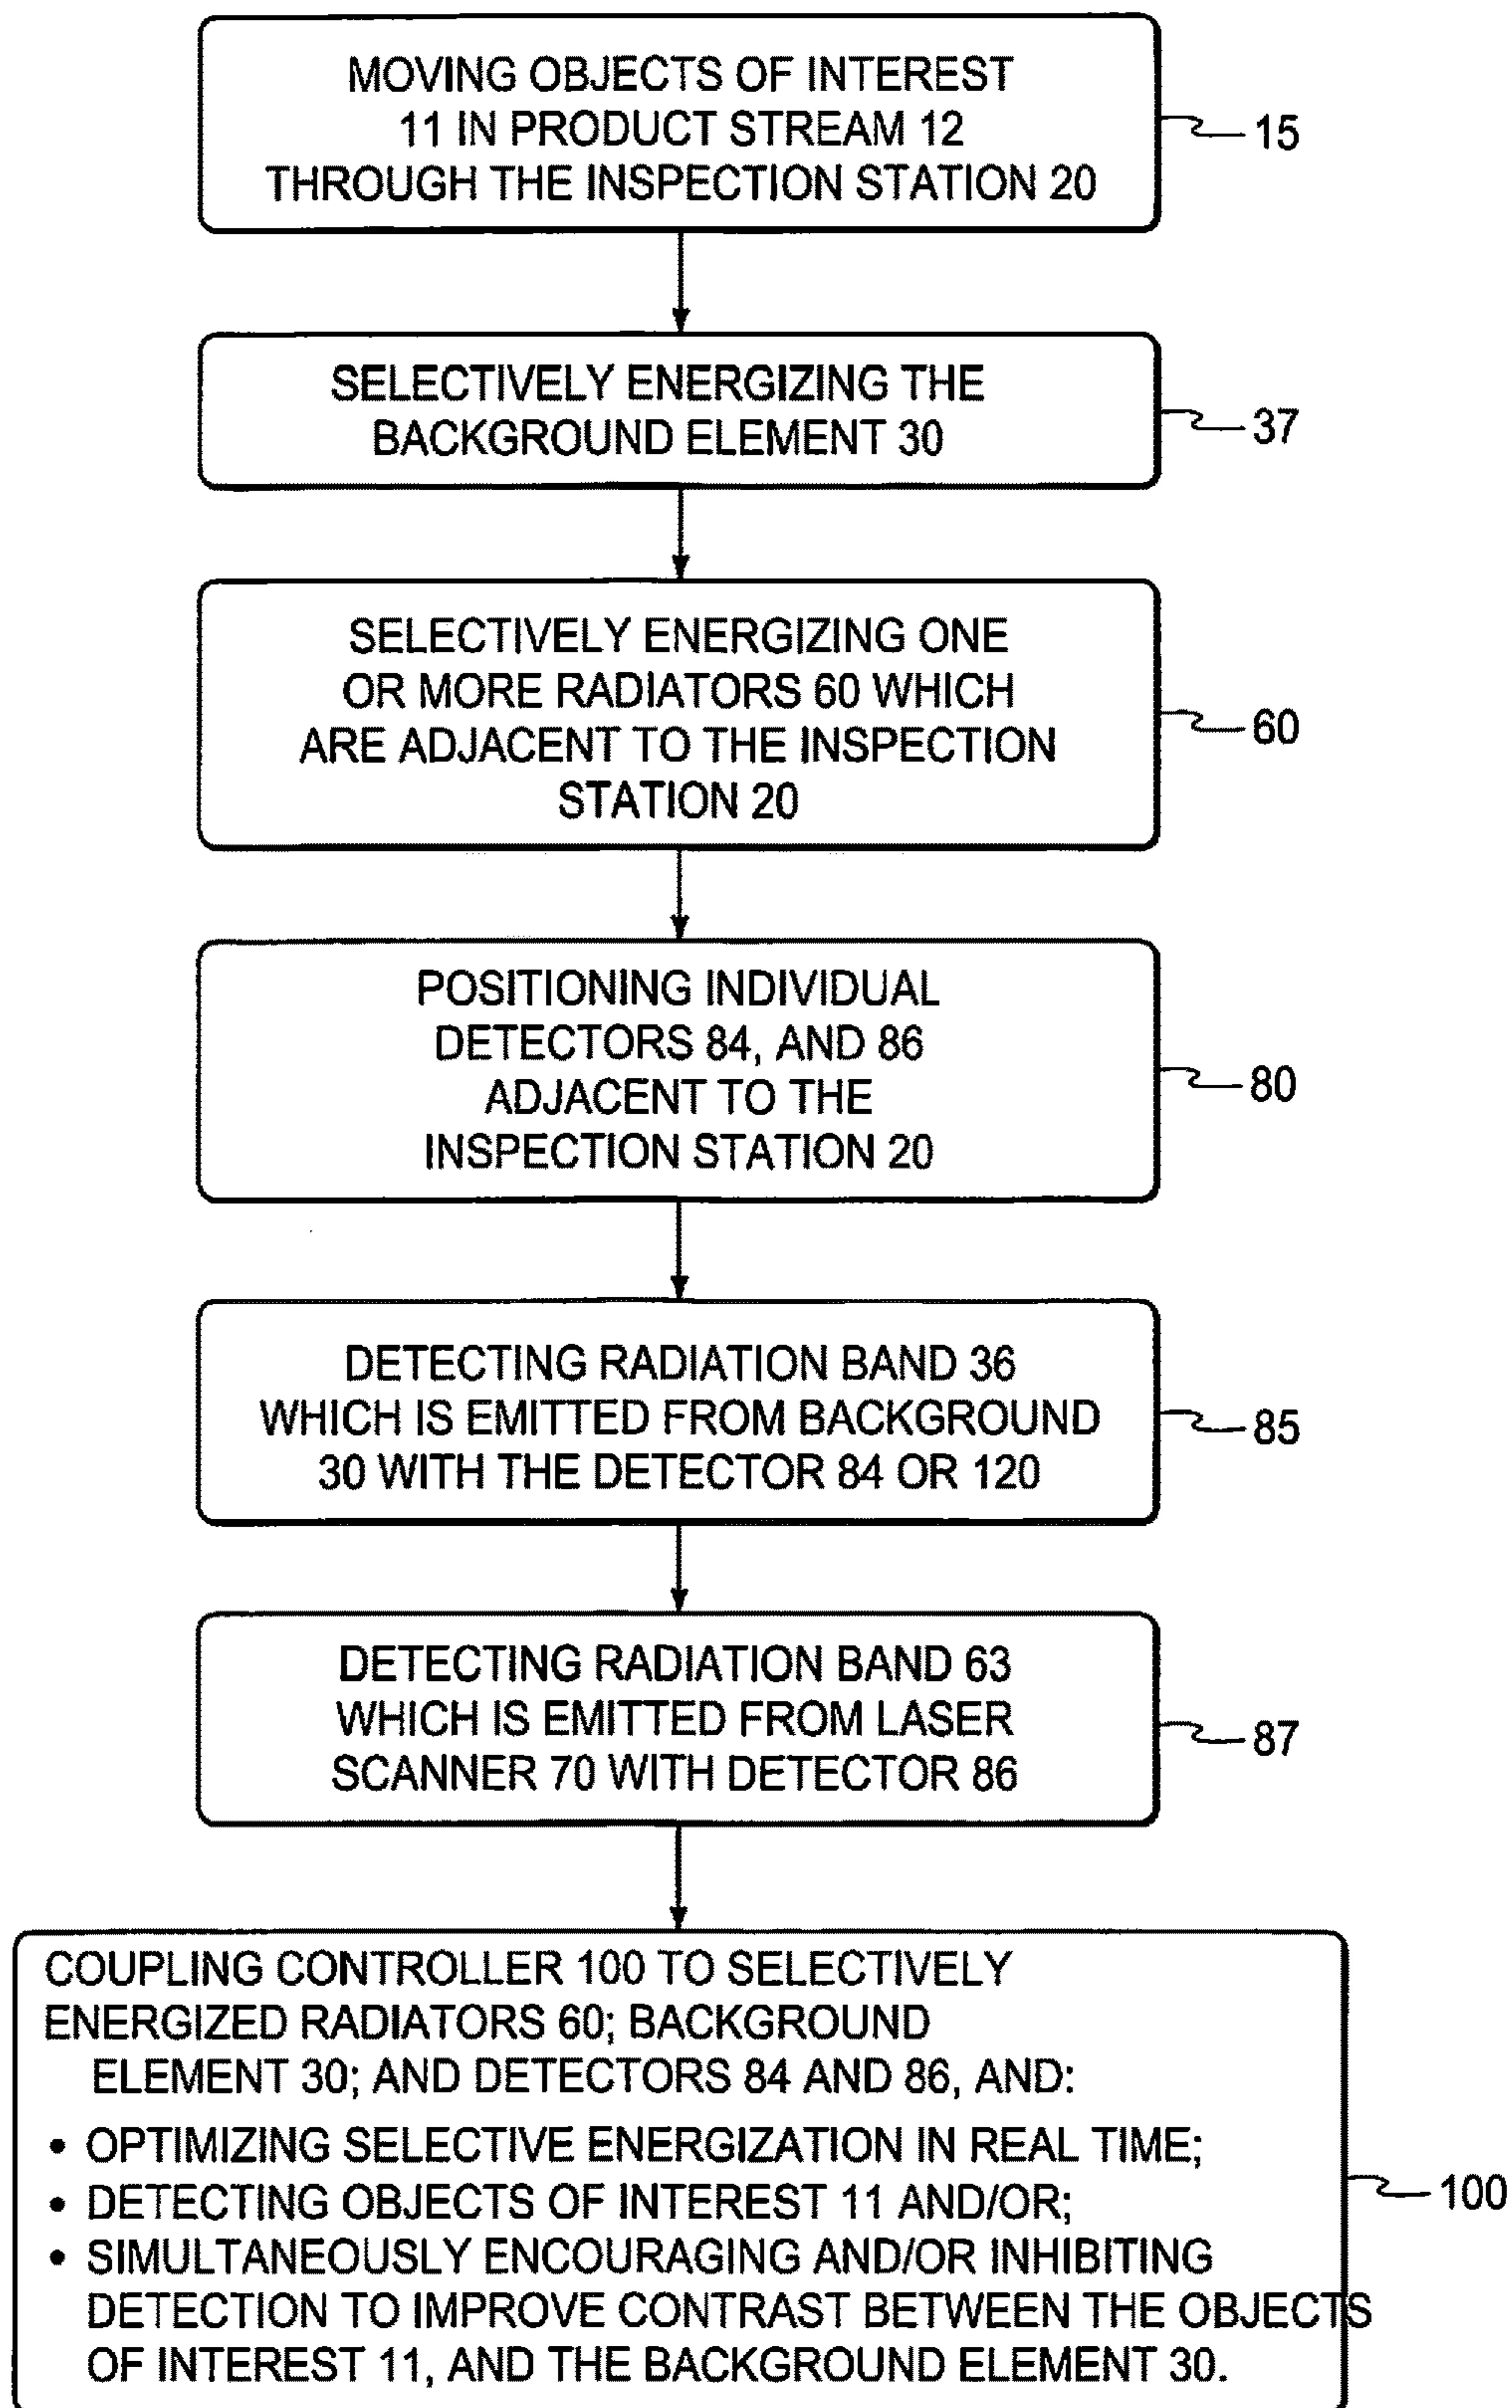 MOVING OBJECTS OF INTEREST
11 IN PRODUCT STREAM 12
THROUGH THE INSPECTION STATION 20
15
SELECTIVELY ENERGIZING THE
BACKGROUND ELEMENT 30
37
SELECTIVELY ENERGIZING ONE
OR MORE RADIATORS 60 WHICH
ARE ADJACENT TO THE INSPECTION
STATION 20
60
POSITIONING INDIVIDUAL
DETECTORS 84, AND 86
ADJACENT TO THE
INSPECTION STATION 20
80
DETECTING RADIATION BAND 36
WHICH IS EMITTED FROM BACKGROUND
30 WITH THE DETECTOR 84 OR 120
85
DETECTING RADIATION BAND 63
WHICH IS EMITTED FROM LASER
SCANNER 70 WITH DETECTOR 86
87
COUPLING CONTROLLER 100 TO SELECTIVELY
ENERGIZED RADIATORS 60; BACKGROUND
ELEMENT 30; AND DETECTORS 84 AND 86, AND:
• OPTIMIZING SELECTIVE ENERGIZATION IN REAL TIME;
• DETECTING OBJECTS OF INTEREST 11 AND/OR;
• SIMULTANEOUSLY ENCOURAGING AND/OR INHIBITING
DETECTION TO IMPROVE CONTRAST BETWEEN THE OBJECTS
OF INTEREST 11, AND THE BACKGROUND ELEMENT 30.
100